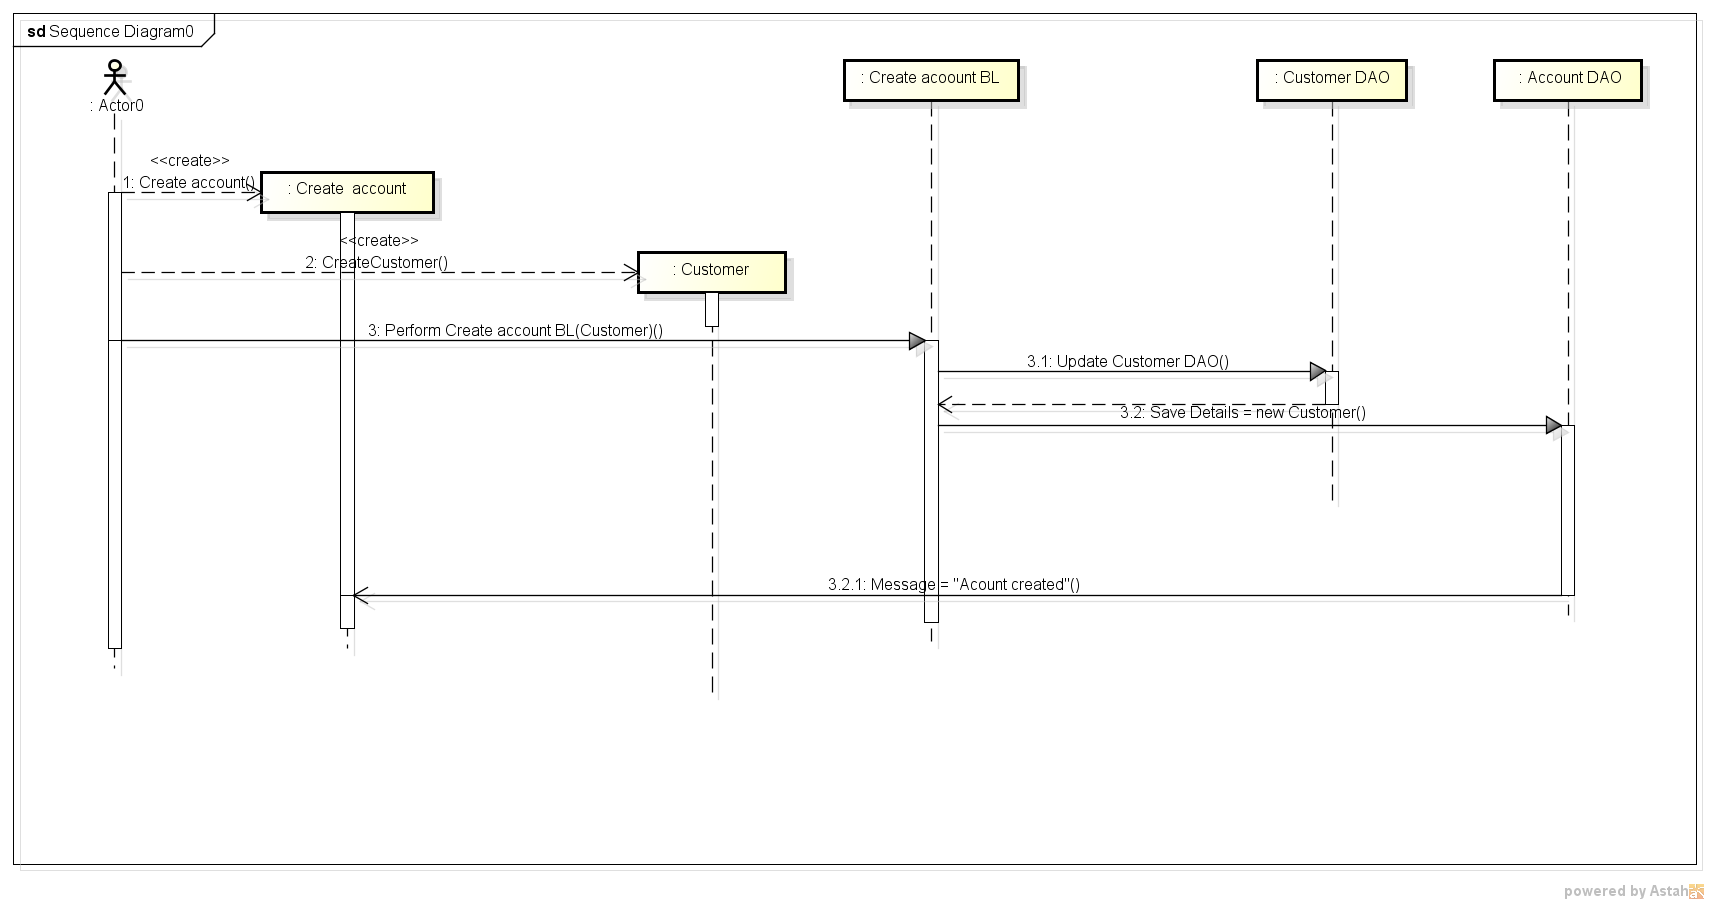 sd Sequence Diagram0
: Actor0
: Create acoount BL
: Customer DAO
: Account DAO
<<create>>
1: Create account()
: Create  account
<<create>>
2: CreateCustomer()
: Customer
3: Perform Create account BL(Customer)()
3.1: Update Customer DAO()
3.2: Save Details = new Customer()
3.2.1: Message = "Acount created"()
powered by Astah